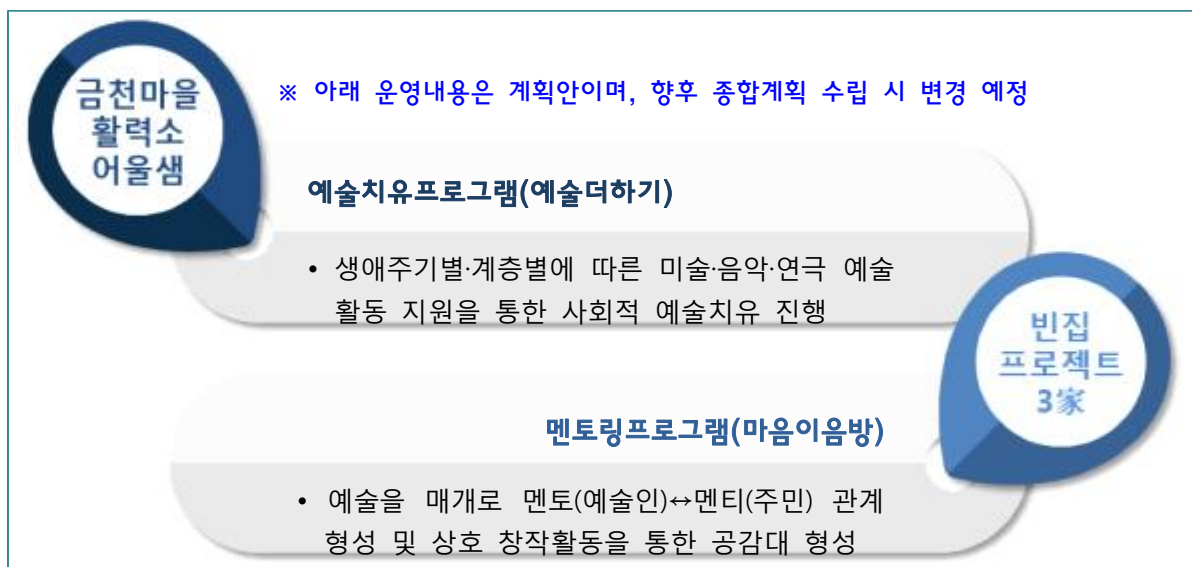 금천마을
활력소
어울샘
※ 아래 운영내용은 계획안이며, 향후 종합계획 수립 시 변경 예정
예술치유프로그램(예술더하기)
• 생애주기별·계층별에 따른 미술·음악·연극 예술
활동 지원을 통한 사회적 예술치유 진행
빈집
프로젝트
3家
멘토링프로그램(마음이음방)
• 예술을 매개로 멘토(예술인)↔멘티(주민) 관계
형성 및 상호 창작활동을 통한 공감대 형성